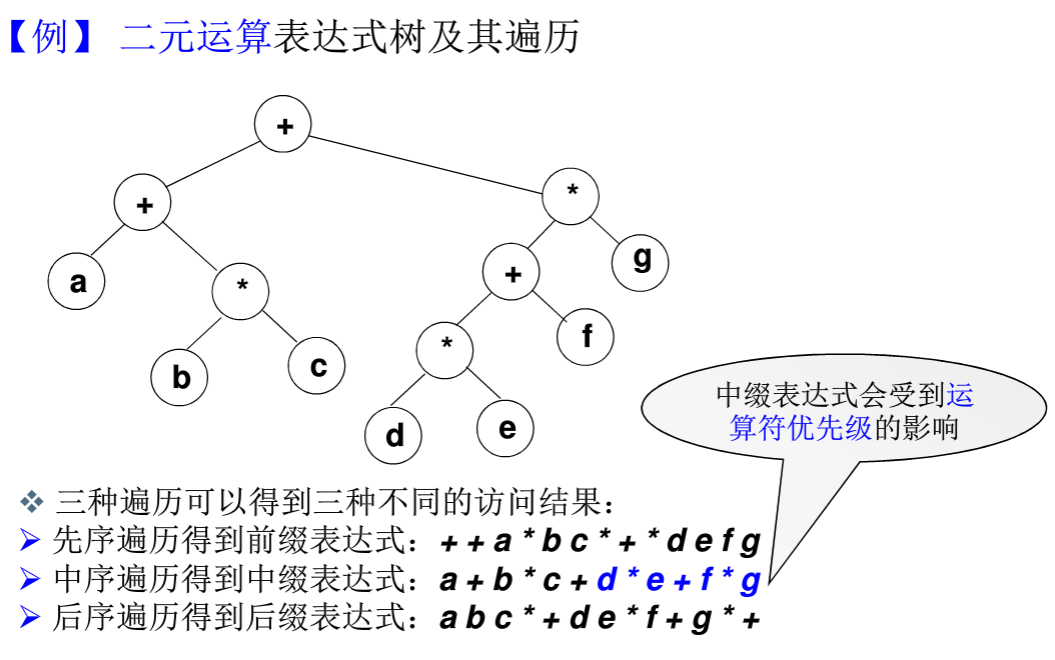 【例】 二元运算表达式树及其遍历
+
+
*
a
*
+
g
b
c
*
f
d
e
中缀表达式会受到运
算符优先级的影响
❖ 三种遍历可以得到三种不同的访问结果：
➢ 先序遍历得到前缀表达式：+ + a * b c * + * d e f g
➢ 中序遍历得到中缀表达式：a + b * c + d * e + f * g
➢ 后序遍历得到后缀表达式：a b c * + d e * f + g * +